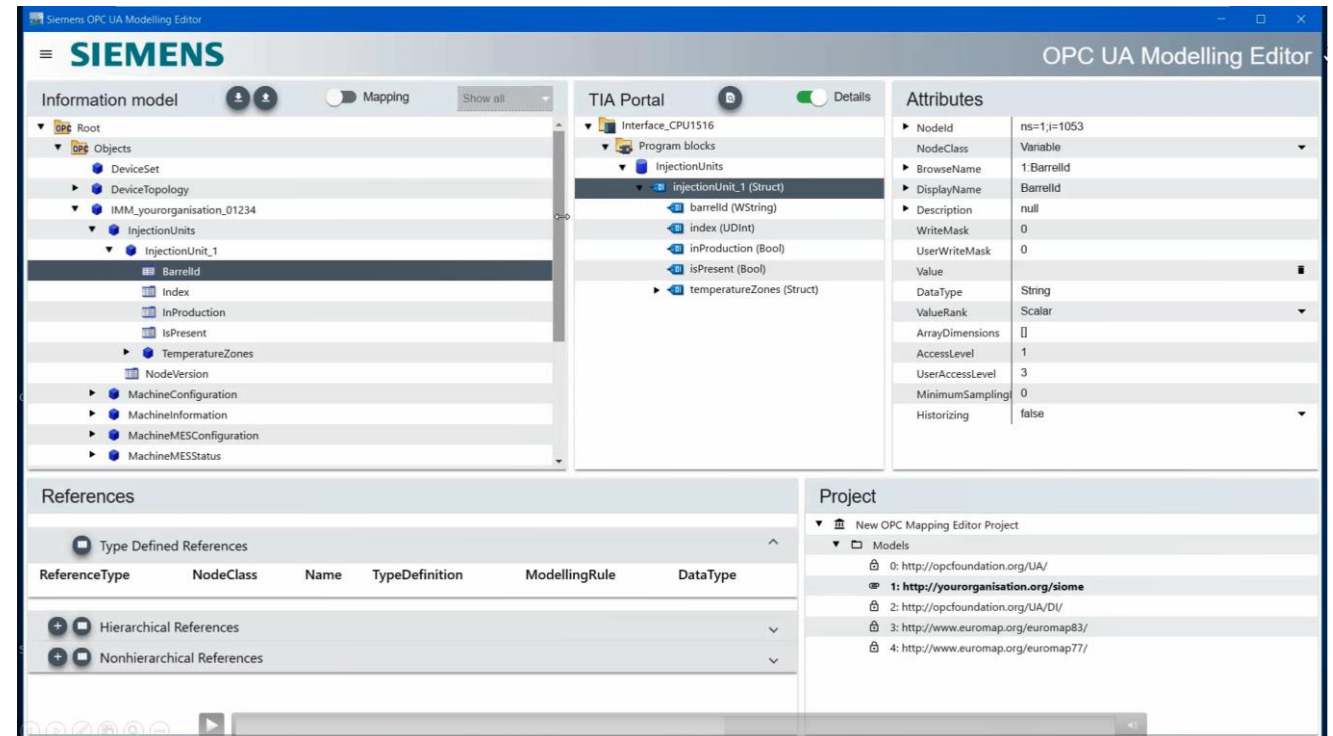 Siemens OPC UA Modelling Editor
SIEMENS
OPC UA Modelling Editor
Information model
Mapping
Show all
OPC Root
OPC Objects
DeviceSet
DeviceTopology
IMM_yourorganisation_01234
InjectionUnits
InjectionUnit_1
BarrelId
Index
InProduction
IsPresent
TemperatureZones
NodeVersion
MachineConfiguration
MachineInformation
MachineMESConfiguration
MachineMESStatus
TIA Portal
Details
Interface_CPU1516
Program blocks
InjectionUnits
injectionUnit_1 (Struct)
barrelId (WString)
index (UDInt)
inProduction (Bool)
isPresent (Bool)
temperatureZones (Struct)
Attributes
NodeId ns=1;i=1053
NodeClass Variable
BrowseName 1:BarrelId
DisplayName BarrelId
Description null
WriteMask 0
UserWriteMask 0
Value
DataType String
ValueRank Scalar
ArrayDimensions []
AccessLevel 1
UserAccessLevel 3
MinimumSamplingI 0
Historizing false
References
Type Defined References
ReferenceType NodeClass Name TypeDefinition ModellingRule DataType
Hierarchical References
Nonhierarchical References
Project
New OPC Mapping Editor Project
Models
0: http://opcfoundation.org/UA/
1: http://yourorganisation.org/siome
2: http://opcfoundation.org/UA/DI/
3: http://www.euromap.org/euromap83/
4: http://www.euromap.org/euromap77/